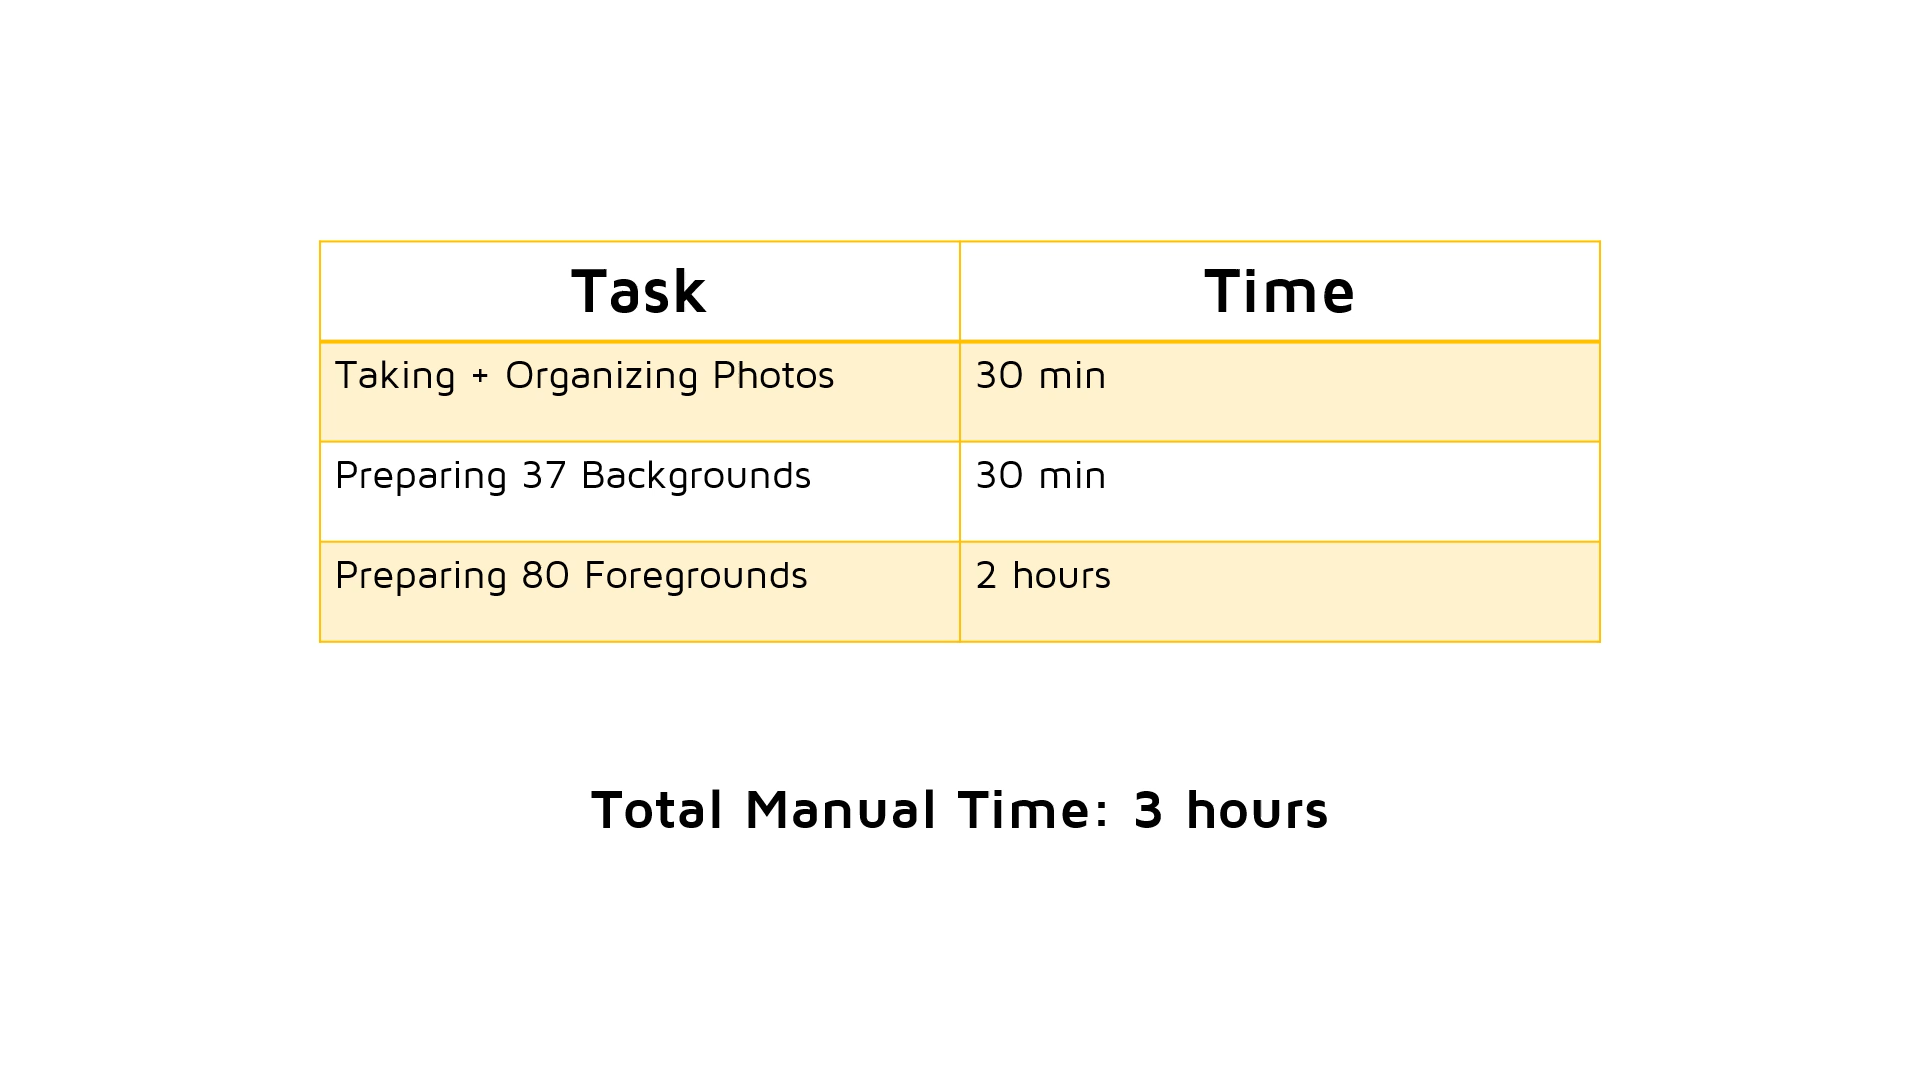 Task Time
Taking + Organizing Photos 30 min
Preparing 37 Backgrounds 30 min
Preparing 80 Foregrounds 2 hours
Total Manual Time: 3 hours